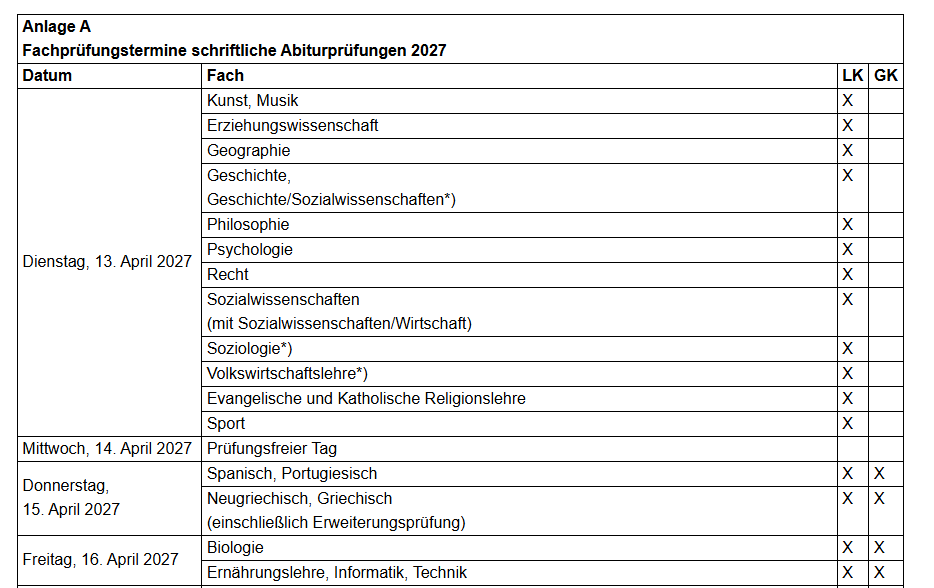 Anlage A
Fachprüfungstermine schriftliche Abiturprüfungen 2027
Datum Fach LK GK
Dienstag, 13. April 2027
Kunst, Musik X
Erziehungswissenschaft X
Geographie X
Geschichte, X
Geschichte/Sozialwissenschaften*)
Philosophie X
Psychologie X
Recht X
Sozialwissenschaften X
(mit Sozialwissenschaften/Wirtschaft)
Soziologie*) X
Volkswirtschaftslehre*) X
Evangelische und Katholische Religionslehre X
Sport X
Mittwoch, 14. April 2027 Prüfungsfreier Tag
Donnerstag,
15. April 2027
Spanisch, Portugiesisch X X
Neugriechisch, Griechisch X X
(einschließlich Erweiterungsprüfung)
Freitag, 16. April 2027
Biologie X X
Ernährungslehre, Informatik, Technik X X